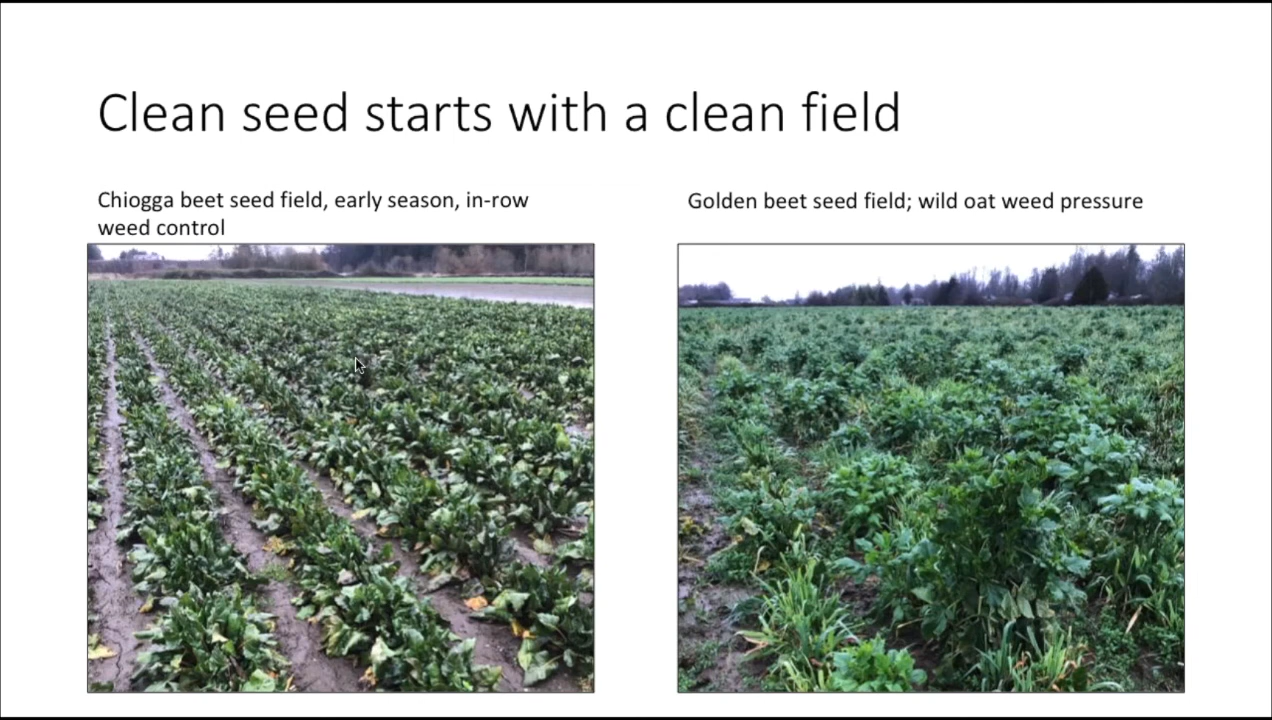 Clean seed starts with a clean field
Chiogga beet seed field, early season, in-row
weed control
Golden beet seed field; wild oat weed pressure